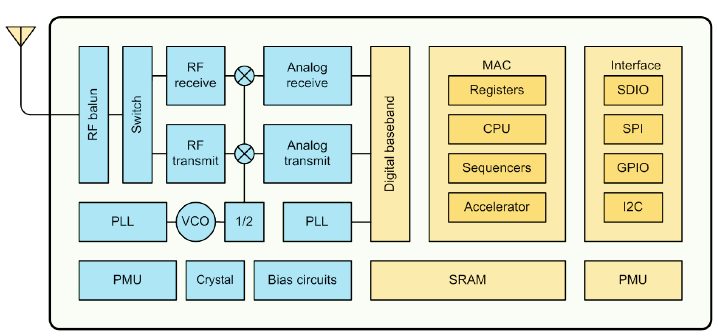 RF balun
Switch
RF
receive
Analog
receive
RF
transmit
Analog
transmit
Digital baseband
PLL
VCO
1/2
PLL
MAC
Registers
CPU
Sequencers
Accelerator
Interface
SDIO
SPI
GPIO
I2C
PMU
Crystal
Bias circuits
SRAM
PMU